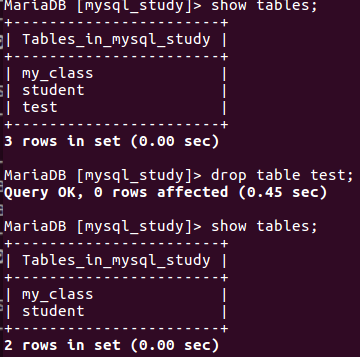 MariaDB [mysql_study]> show tables;
+-----------------------+
| Tables_in_mysql_study |
+-----------------------+
| my_class              |
| student               |
| test                  |
+-----------------------+
3 rows in set (0.00 sec)
MariaDB [mysql_study]> drop table test;
Query OK, 0 rows affected (0.45 sec)
MariaDB [mysql_study]> show tables;
+-----------------------+
| Tables_in_mysql_study |
+-----------------------+
| my_class              |
| student               |
+-----------------------+
2 rows in set (0.00 sec)